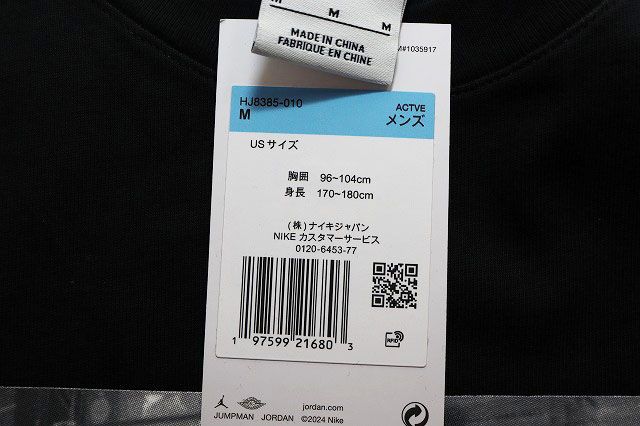 M M M
MADE IN CHINA
FABRIQUE EN CHINE
M#1035917
HJ8385-010
M
ACTVE
メンズ
USサイズ
胸囲 96~104cm
身長 170~180cm
(株)ナイキジャパン
NIKE カスタマーサービス
0120-6453-77
1 97599 21680 3
RFID
jordan.com
JUMPMAN JORDAN ©2024 Nike